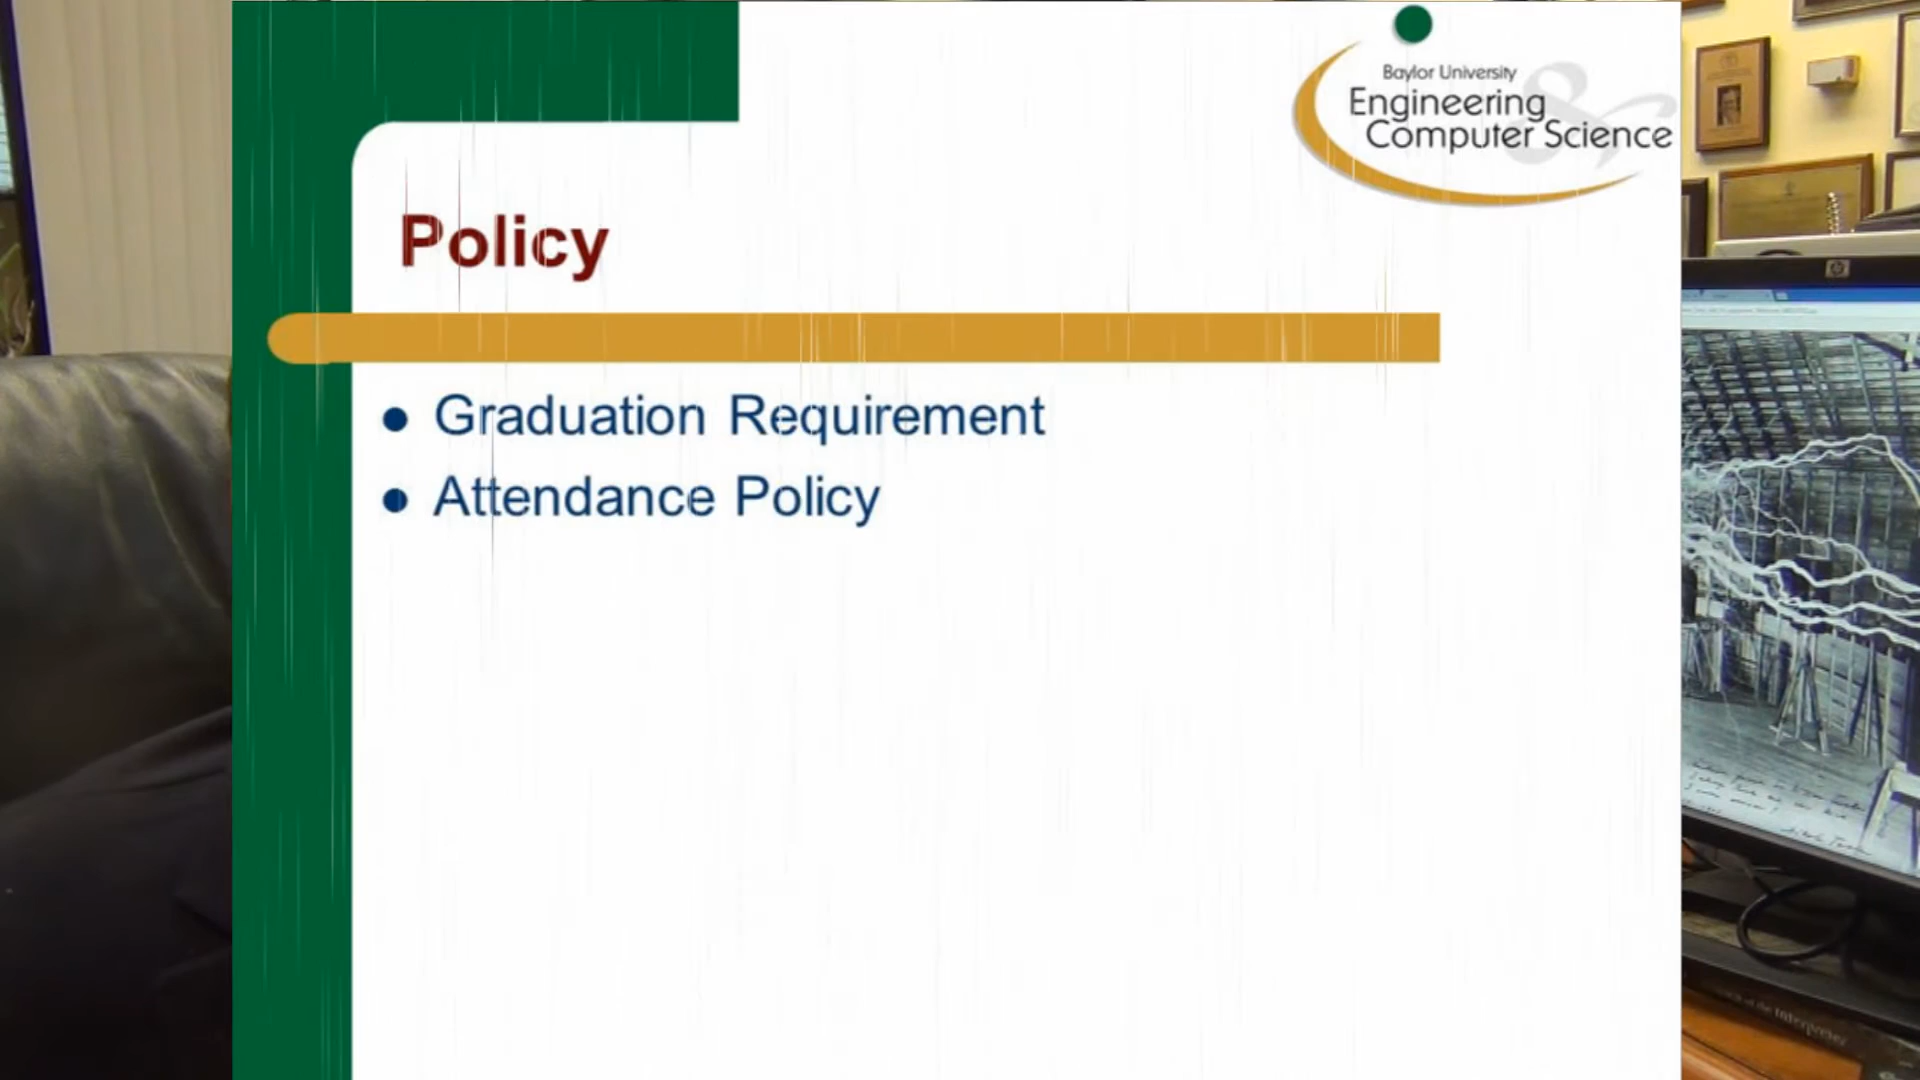 Baylor University
Engineering &
Computer Science
Policy
Graduation Requirement
Attendance Policy